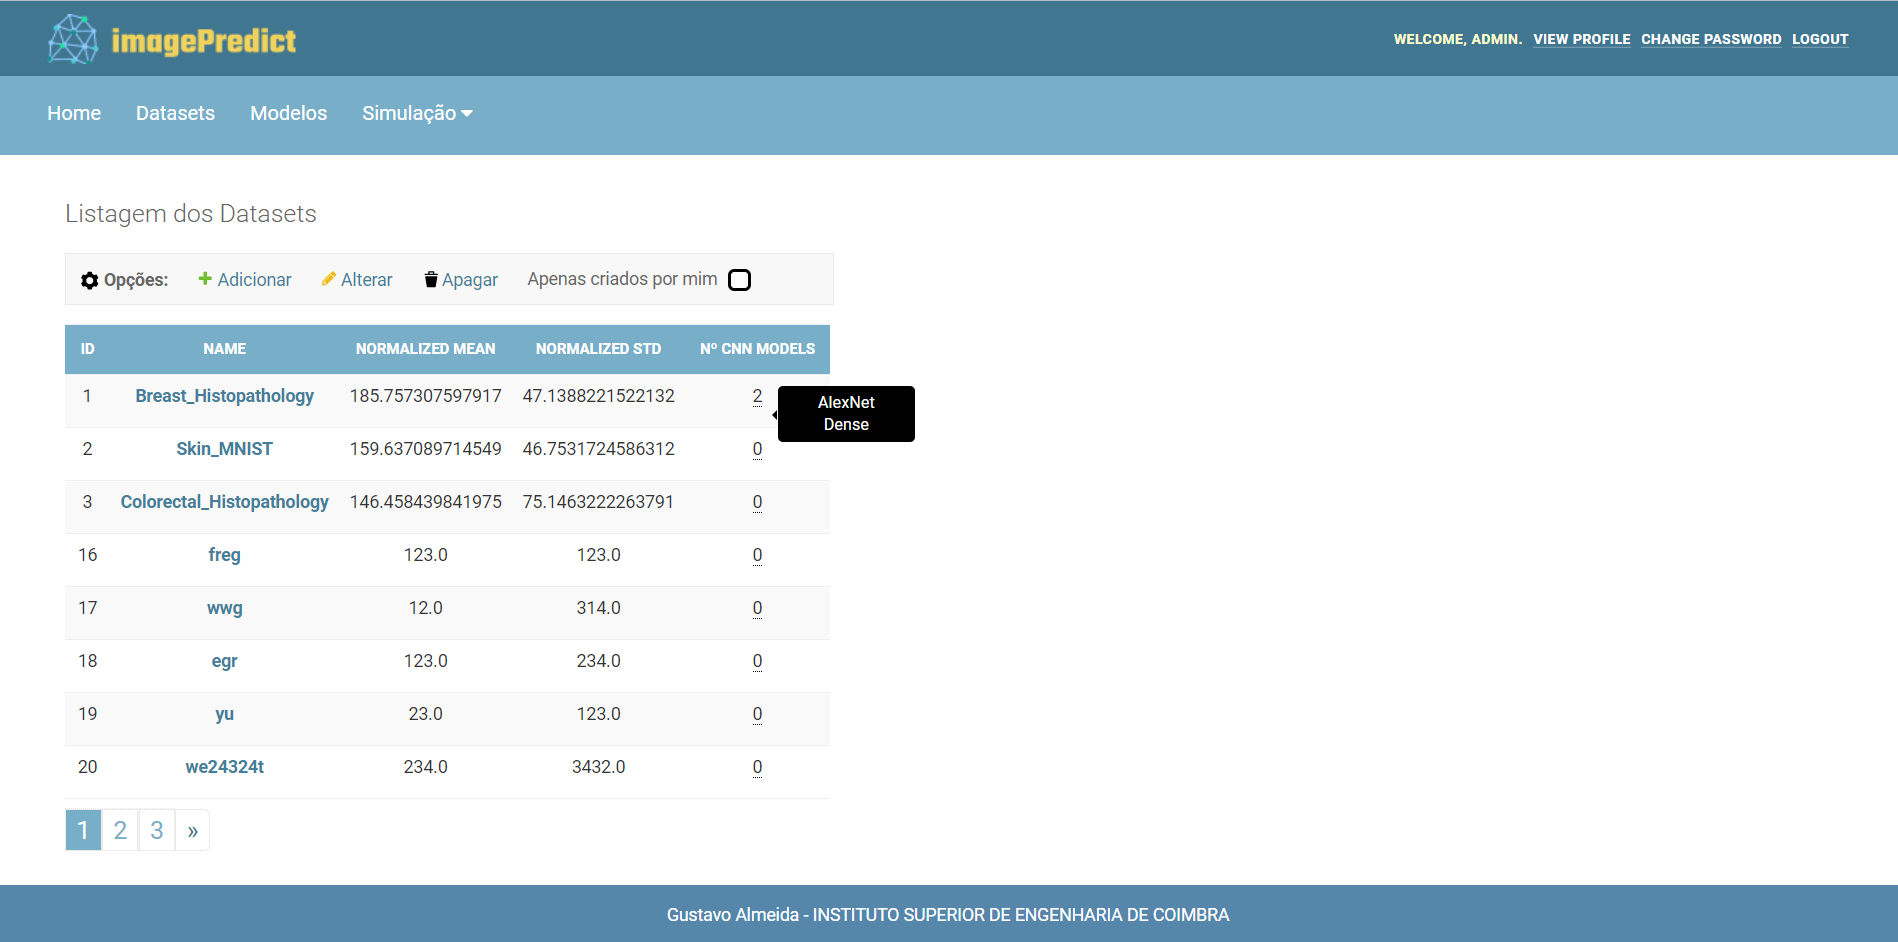 imagePredict
WELCOME, ADMIN. VIEW PROFILE CHANGE PASSWORD LOGOUT
Home Datasets Modelos Simulação
Listagem dos Datasets
Opções: + Adicionar Alterar Apagar Apenas criados por mim
ID NAME NORMALIZED MEAN NORMALIZED STD Nº CNN MODELS
1 Breast_Histopathology 185.757307597917 47.1388221522132 2
AlexNet
Dense
2 Skin_MNIST 159.637089714549 46.7531724586312 0
3 Colorectal_Histopathology 146.458439841975 75.1463222263791 0
16 freg 123.0 123.0 0
17 wwg 12.0 314.0 0
18 egr 123.0 234.0 0
19 yu 23.0 123.0 0
20 we24324t 234.0 3432.0 0
1 2 3 »
Gustavo Almeida - INSTITUTO SUPERIOR DE ENGENHARIA DE COIMBRA